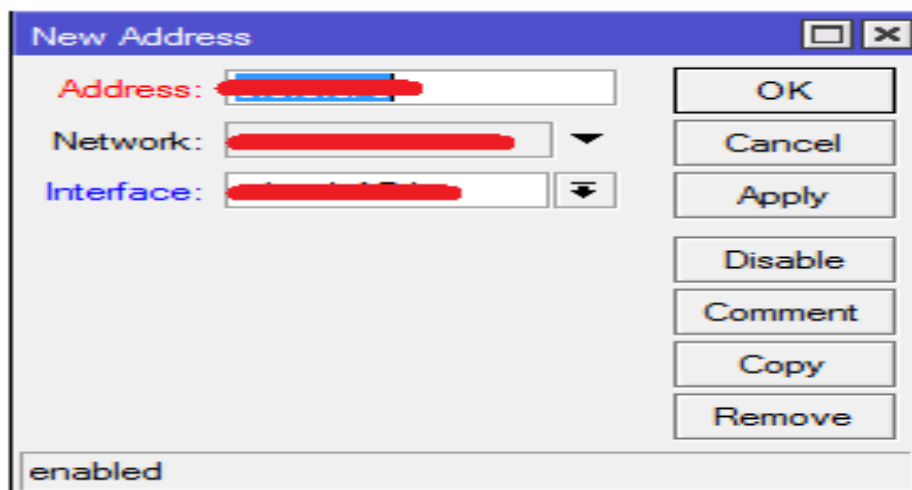 New Address
Address:
OK
Network:
Cancel
Interface:
Apply
Disable
Comment
Copy
Remove
enabled